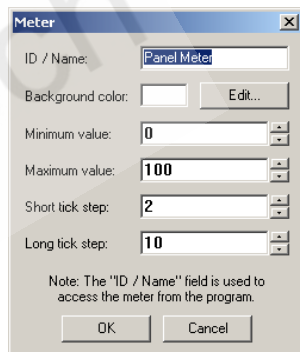 Meter
ID / Name: Panel Meter
Background color: Edit...
Minimum value: 0
Maximum value: 100
Short tick step: 2
Long tick step: 10
Note: The "ID / Name" field is used to
access the meter from the program.
OK Cancel